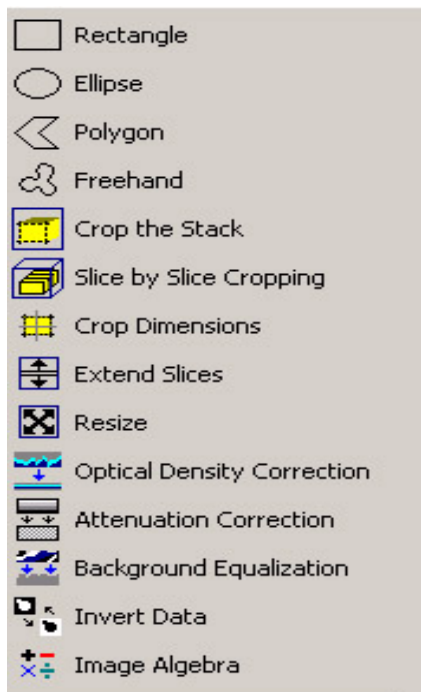 Rectangle
Ellipse
Polygon
Freehand
Crop the Stack
Slice by Slice Cropping
Crop Dimensions
Extend Slices
Resize
Optical Density Correction
Attenuation Correction
Background Equalization
Invert Data
Image Algebra